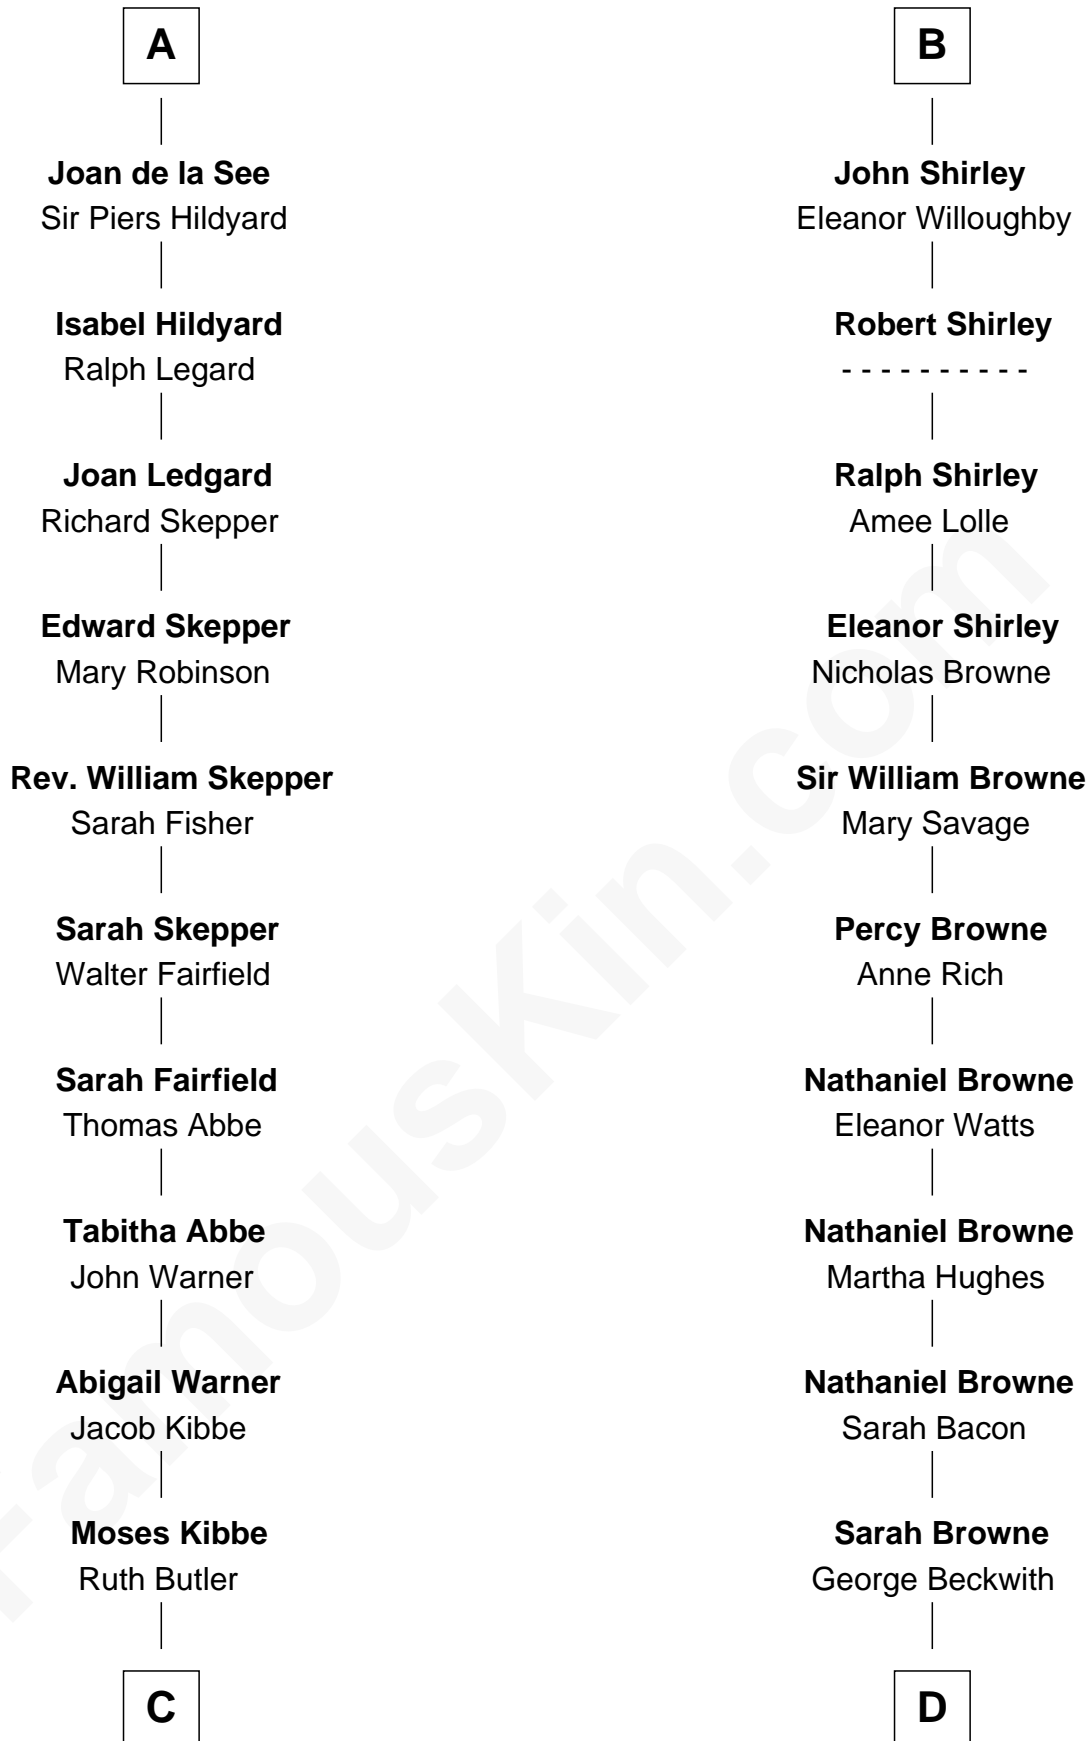 A
Joan de la See
Sir Piers Hildyard
Isabel Hildyard
Ralph Legard
Joan Ledgard
Richard Skepper
Edward Skepper
Mary Robinson
Rev. William Skepper
Sarah Fisher
Sarah Skepper
Walter Fairfield
Sarah Fairfield
Thomas Abbe
Tabitha Abbe
John Warner
Abigail Warner
Jacob Kibbe
Moses Kibbe
Ruth Butler
C
B
John Shirley
Eleanor Willoughby
Robert Shirley
- - - - - - - - - -
Ralph Shirley
Amee Lolle
Eleanor Shirley
Nicholas Browne
Sir William Browne
Mary Savage
Percy Browne
Anne Rich
Nathaniel Browne
Eleanor Watts
Nathaniel Browne
Martha Hughes
Nathaniel Browne
Sarah Bacon
Sarah Browne
George Beckwith
D
FamousKin.com